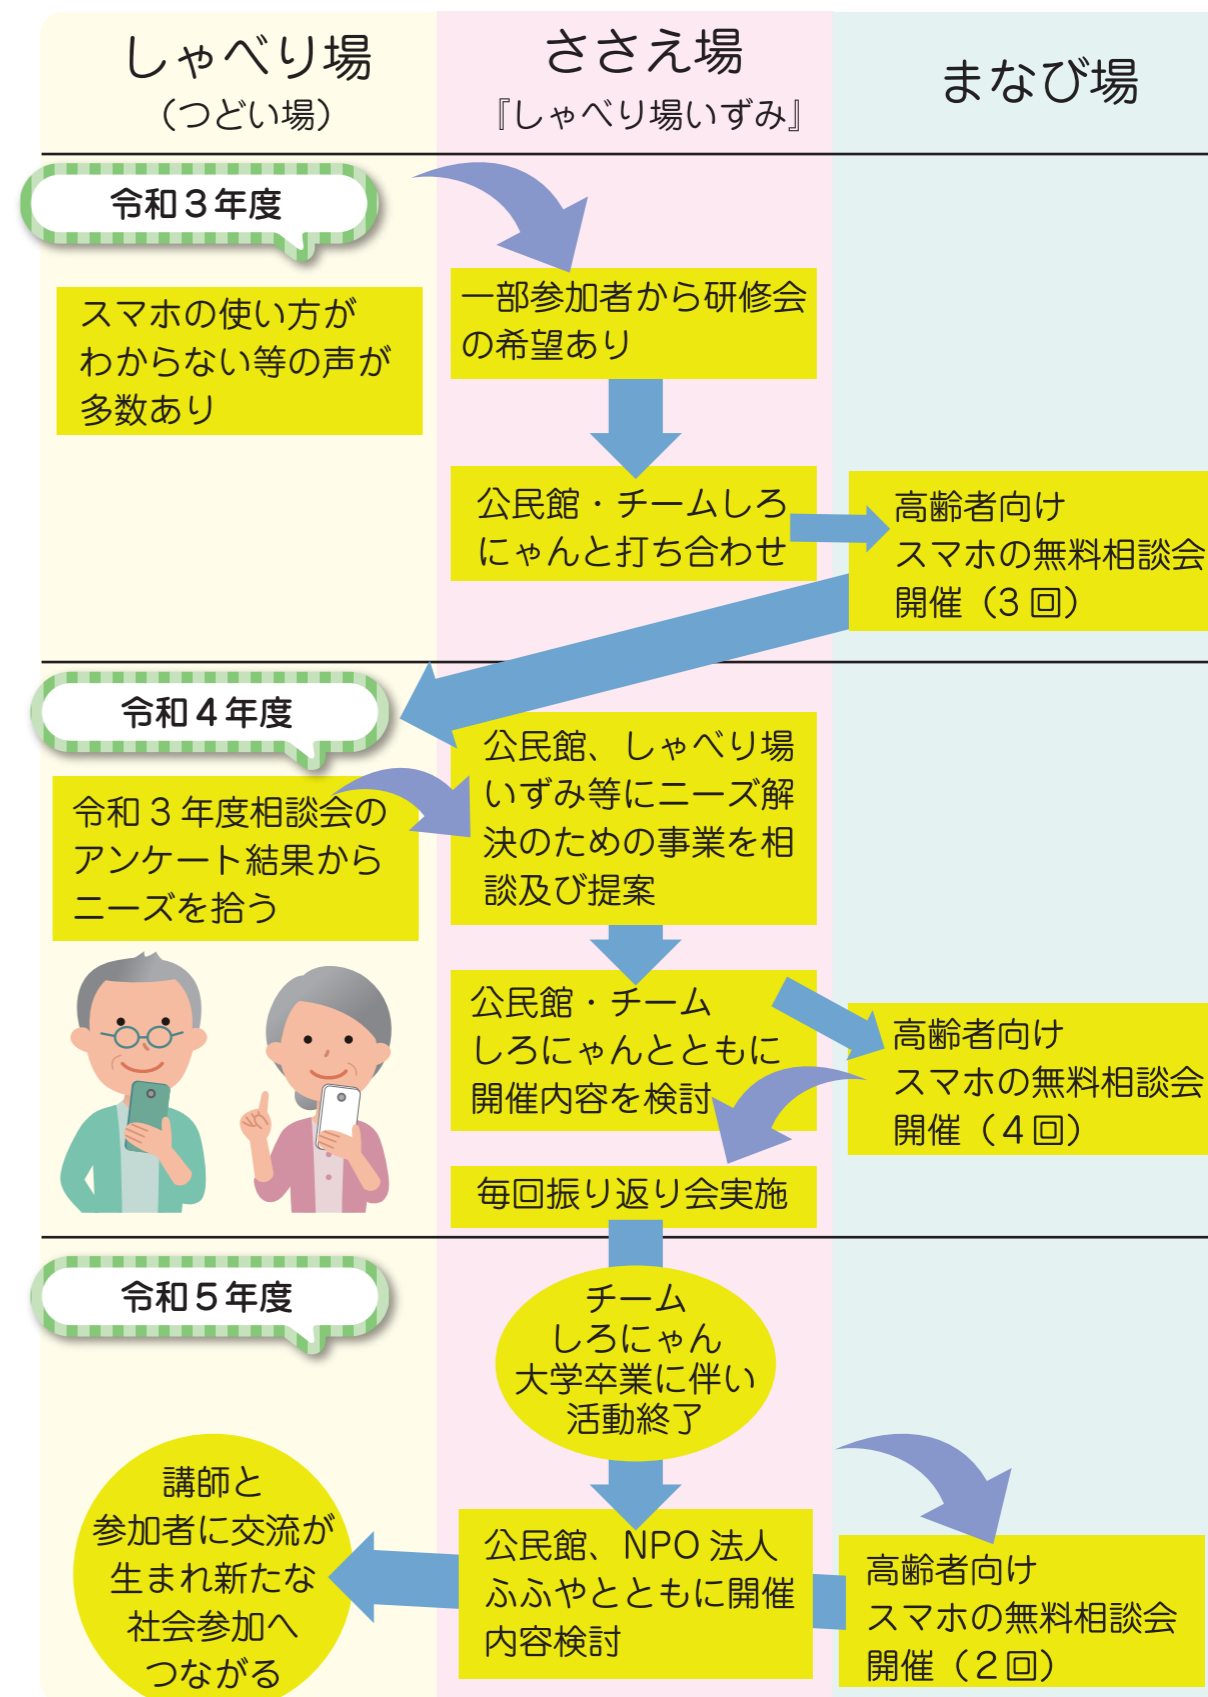 しゃべり場
（つどい場）
ささえ場
『しゃべり場いずみ』
まなび場
令和３年度
スマホの使い方が
わからない等の声が
多数あり
一部参加者から研修会
の希望あり
公民館・チームしろ
にゃんと打ち合わせ
高齢者向け
スマホの無料相談会
開催（3 回）
令和４年度
令和 3 年度相談会の
アンケート結果から
ニーズを拾う
公民館、しゃべり場
いずみ等にニーズ解
決のための事業を相
談及び提案
公民館・チーム
しろにゃんとともに
開催内容を検討
高齢者向け
スマホの無料相談会
開催（４回）
毎回振り返り会実施
令和５年度
チーム
しろにゃん
大学卒業に伴い
活動終了
公民館、NPO 法人
ふふやとともに開催
内容検討
高齢者向け
スマホの無料相談会
開催（２回）
講師と
参加者に交流が
生まれ新たな
社会参加へ
つながる